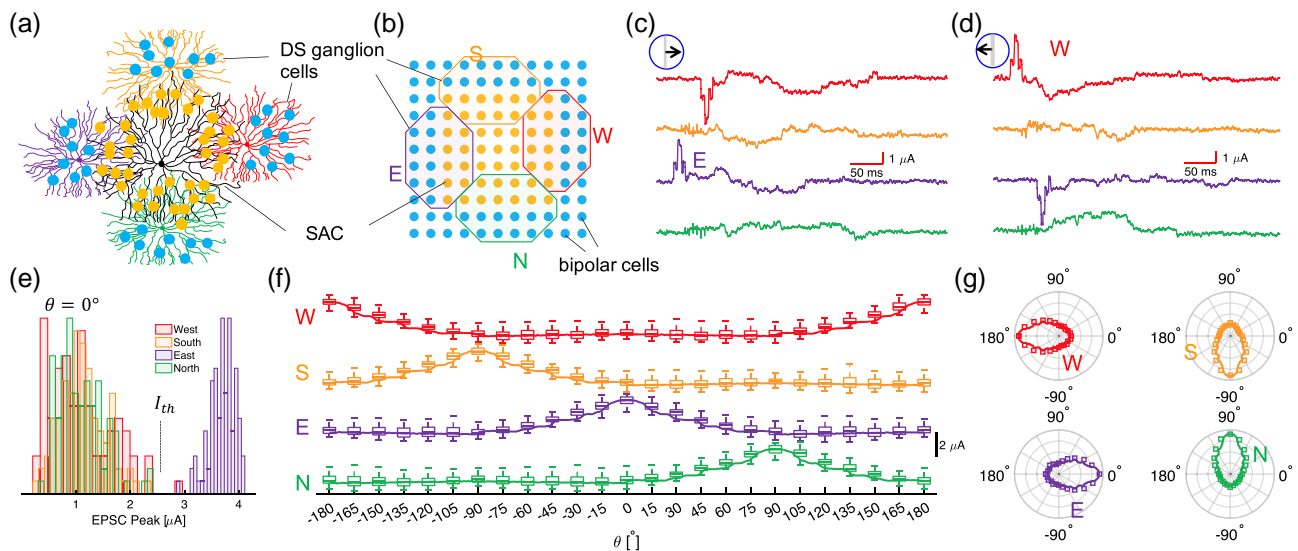 (a)
DS ganglion
cells
SAC
(b)
S
W
E
N
bipolar cells
(c)
E
1 μA
50 ms
(d)
W
1 μA
50 ms
(e)
θ = 0°
West
South
East
North
I_th
1 2 3 4
EPSC Peak [μA]
(f)
W
S
E
N
2 μA
-180 -165 -150 -135 -120 -105 -90 -75 -60 -45 -30 -15 0 15 30 45 60 75 90 105 120 135 150 165 180
θ [°]
(g)
90° 90°
180° 0° 180° 0°
W S
-90° -90°
90° 90°
180° 0° 180° 0°
E N
-90° -90°